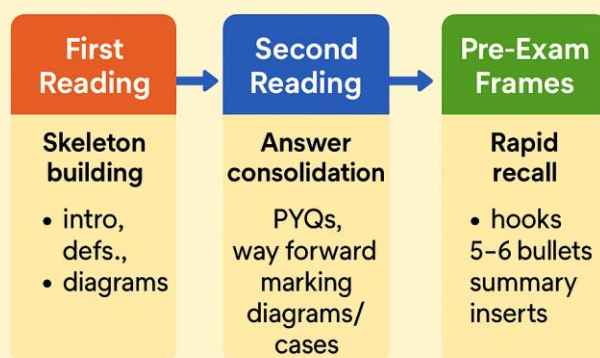 First
Reading
Skeleton
building
• intro,
defs.,
• diagrams
Second
Reading
Answer
consolidation
PYQs,
way forward
marking
diagrams/
cases
Pre-Exam
Frames
Rapid
recall
• hooks
5–6 bullets
summary
inserts